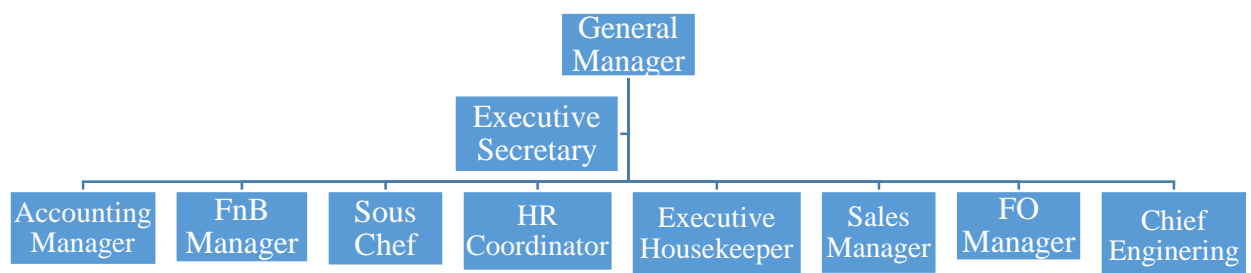 General
Manager
Executive
Secretary
Accounting
Manager
FnB
Manager
Sous
Chef
HR
Coordinator
Executive
Housekeeper
Sales
Manager
FO
Manager
Chief
Enginering